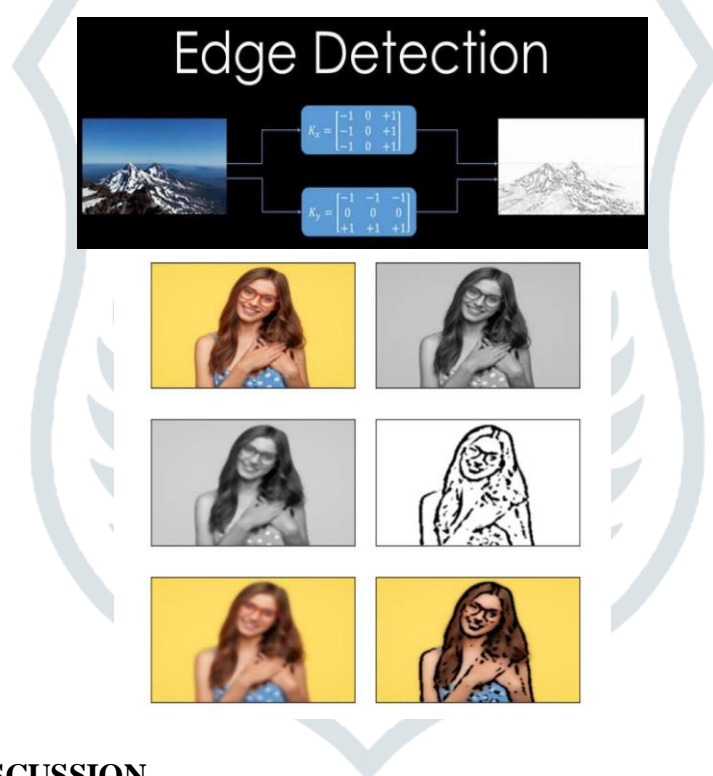 Edge Detection
K_x = [−1 0 +1
−1 0 +1
−1 0 +1]
K_y = [−1 −1 −1
0 0 0
+1 +1 +1]